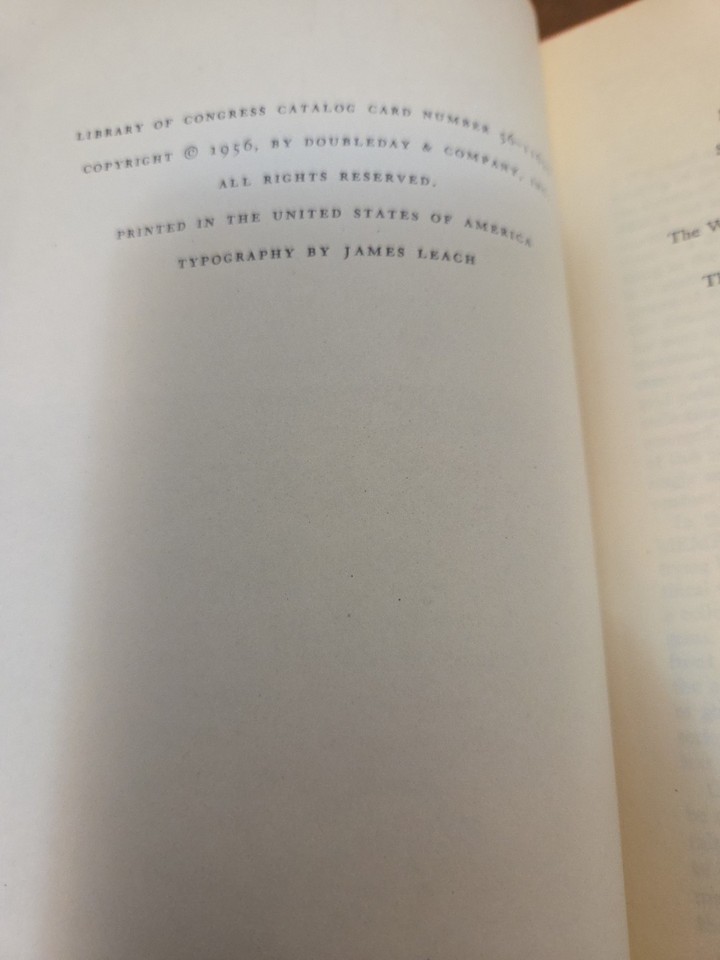 LIBRARY OF CONGRESS CATALOG CARD NUMBER
COPYRIGHT © 1956, BY DOUBLEDAY & COMPANY,
ALL RIGHTS RESERVED.
PRINTED IN THE UNITED STATES OF AMERICA
TYPOGRAPHY BY JAMES LEACH
The